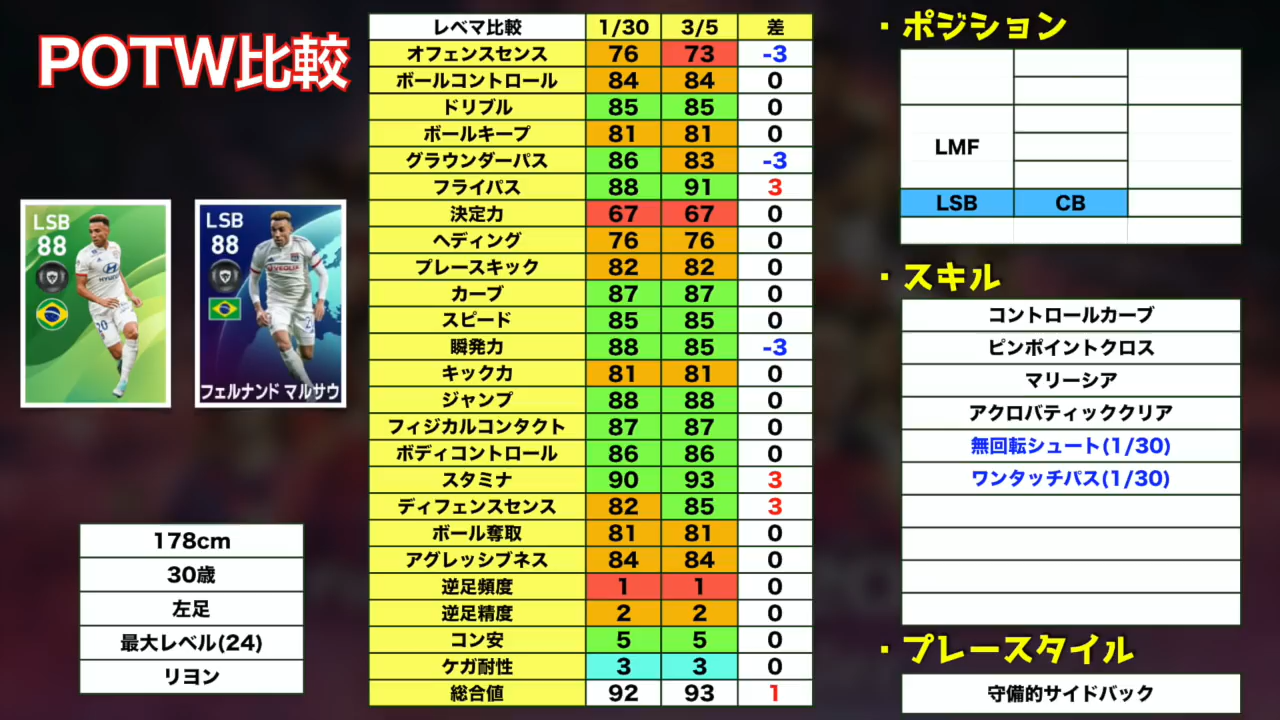 POTW比較
LSB
88
LSB
88
フェルナンド マルサウ
178cm
30歳
左足
最大レベル(24)
リヨン
レベマ比較 1/30 3/5 差
オフェンスセンス 76 73 -3
ボールコントロール 84 84 0
ドリブル 85 85 0
ボールキープ 81 81 0
グラウンダーパス 86 83 -3
フライパス 88 91 3
決定力 67 67 0
ヘディング 76 76 0
プレースキック 82 82 0
カーブ 87 87 0
スピード 85 85 0
瞬発力 88 85 -3
キック力 81 81 0
ジャンプ 88 88 0
フィジカルコンタクト 87 87 0
ボディコントロール 86 86 0
スタミナ 90 93 3
ディフェンスセンス 82 85 3
ボール奪取 81 81 0
アグレッシブネス 84 84 0
逆足頻度 1 1 0
逆足精度 2 2 0
コン安 5 5 0
ケガ耐性 3 3 0
総合値 92 93 1
・ポジション
LMF
LSB CB
・スキル
コントロールカーブ
ピンポイントクロス
マリーシア
アクロバティッククリア
無回転シュート(1/30)
ワンタッチパス(1/30)
・プレースタイル
守備的サイドバック